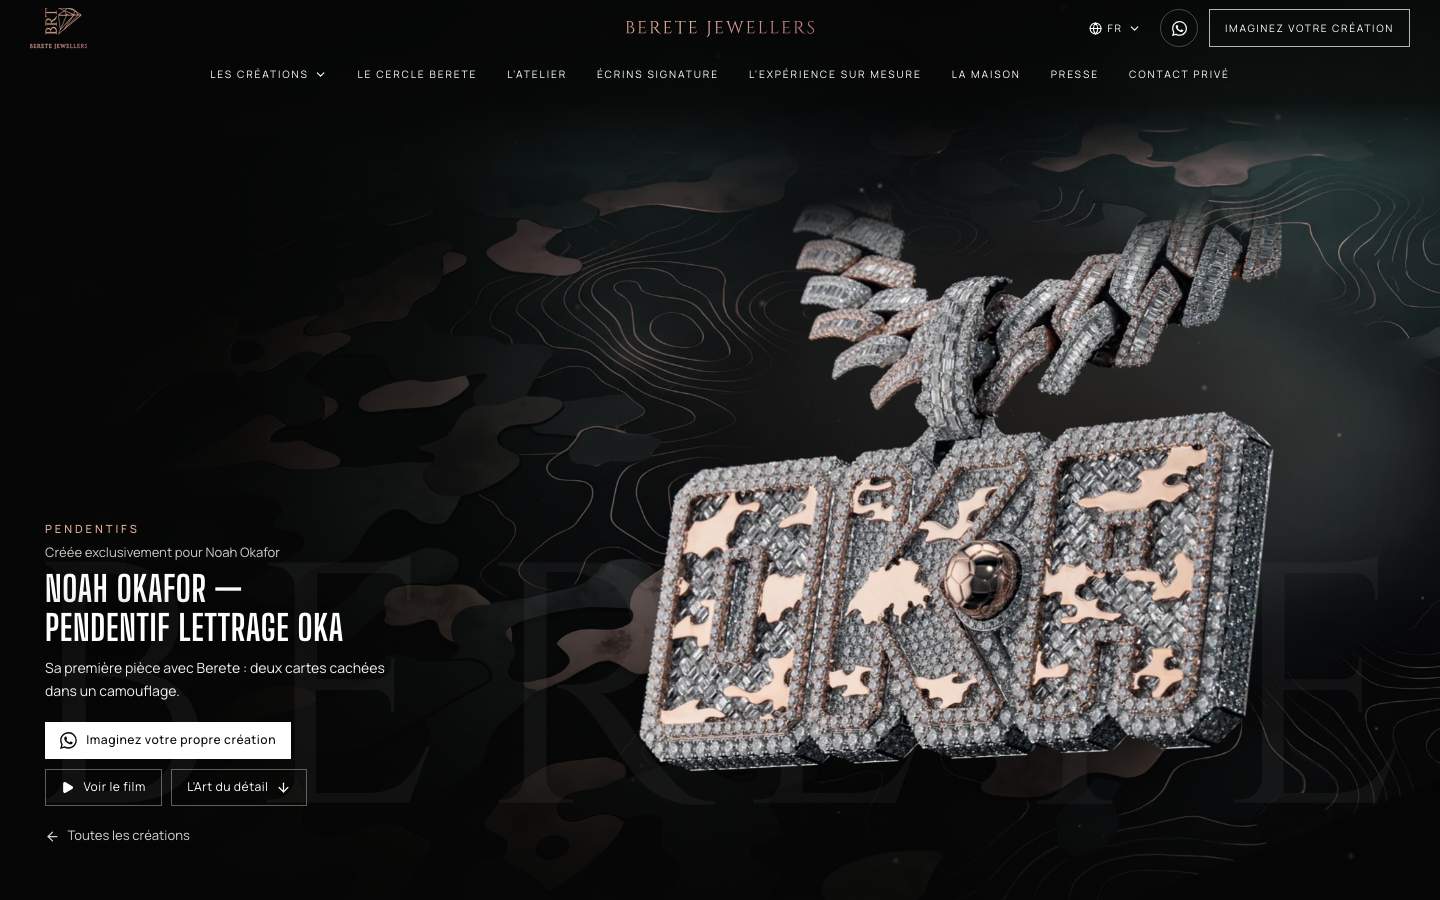 BRT
BERETE JEWELLERS
BERETE JEWELLERS
FR
IMAGINEZ VOTRE CRÉATION
LES CRÉATIONS
LE CERCLE BERETE
L'ATELIER
ÉCRINS SIGNATURE
L'EXPÉRIENCE SUR MESURE
LA MAISON
PRESSE
CONTACT PRIVÉ
OKA
PENDENTIFS
Créée exclusivement pour Noah Okafor
NOAH OKAFOR —
PENDENTIF LETTRAGE OKA
Sa première pièce avec Berete : deux cartes cachées
dans un camouflage.
Imaginez votre propre création
Voir le film
L'Art du détail
Toutes les créations
BERETE